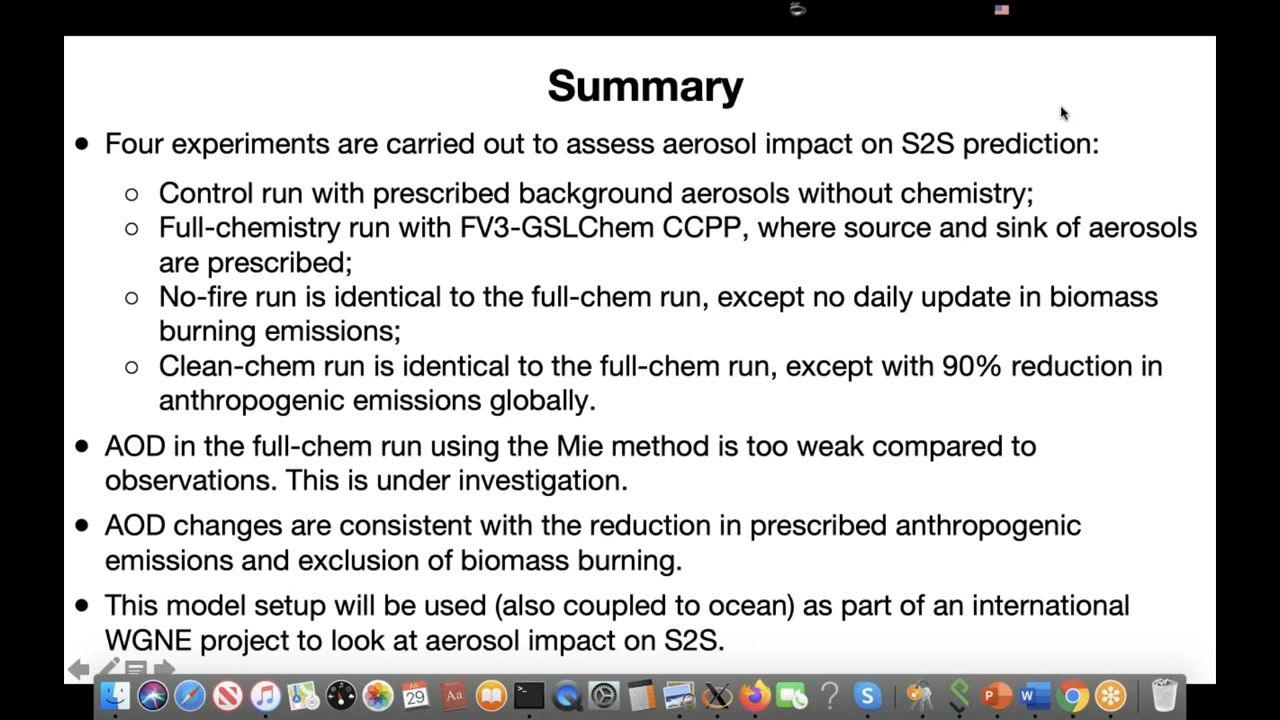 Summary
● Four experiments are carried out to assess aerosol impact on S2S prediction:
○ Control run with prescribed background aerosols without chemistry;
○ Full-chemistry run with FV3-GSLChem CCPP, where source and sink of aerosols
are prescribed;
○ No-fire run is identical to the full-chem run, except no daily update in biomass
burning emissions;
○ Clean-chem run is identical to the full-chem run, except with 90% reduction in
anthropogenic emissions globally.
● AOD in the full-chem run using the Mie method is too weak compared to
observations. This is under investigation.
● AOD changes are consistent with the reduction in prescribed anthropogenic
emissions and exclusion of biomass burning.
● This model setup will be used (also coupled to ocean) as part of an international
WGNE project to look at aerosol impact on S2S.
JUL
29
Aa
?
S
P
W